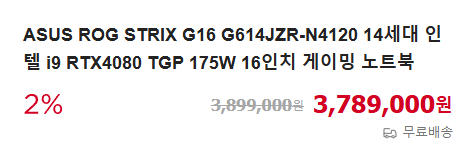 ASUS ROG STRIX G16 G614JZR-N4120 14세대 인
텔 i9 RTX4080 TGP 175W 16인치 게이밍 노트북
2% 3,899,000원 3,789,000원
무료배송